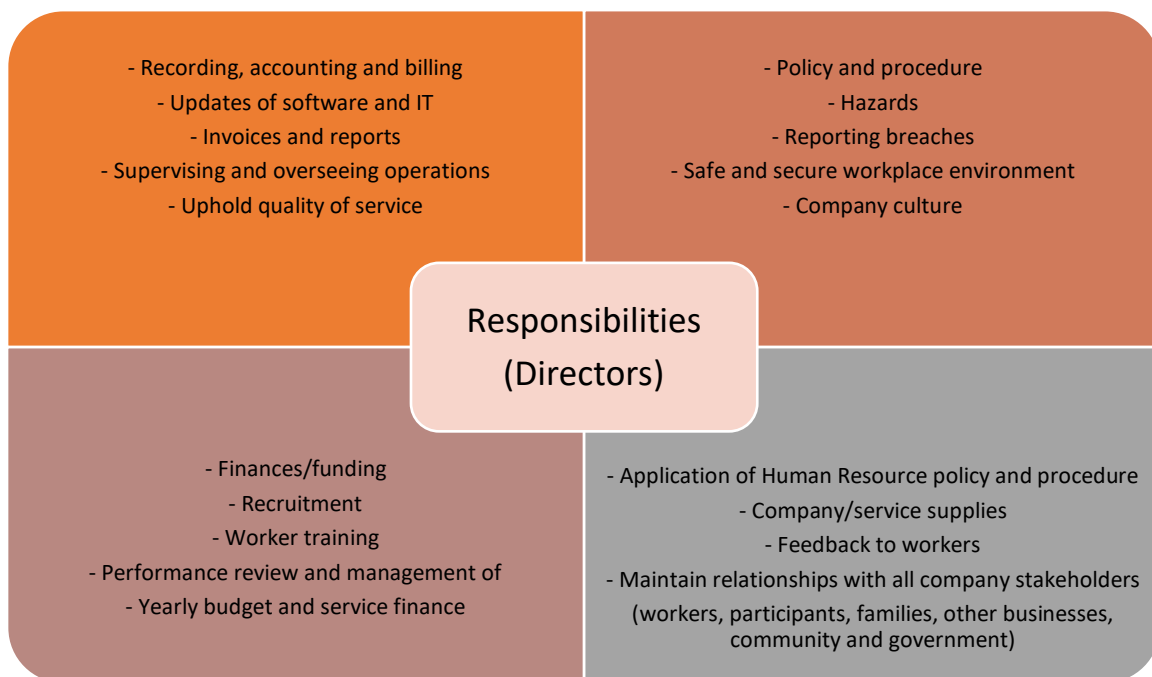 - Recording, accounting and billing
- Updates of software and IT
- Invoices and reports
- Supervising and overseeing operations
- Uphold quality of service
- Policy and procedure
- Hazards
- Reporting breaches
- Safe and secure workplace environment
- Company culture
Responsibilities
(Directors)
- Finances/funding
- Recruitment
- Worker training
- Performance review and management of
- Yearly budget and service finance
- Application of Human Resource policy and procedure
- Company/service supplies
- Feedback to workers
- Maintain relationships with all company stakeholders
(workers, participants, families, other businesses,
community and government)